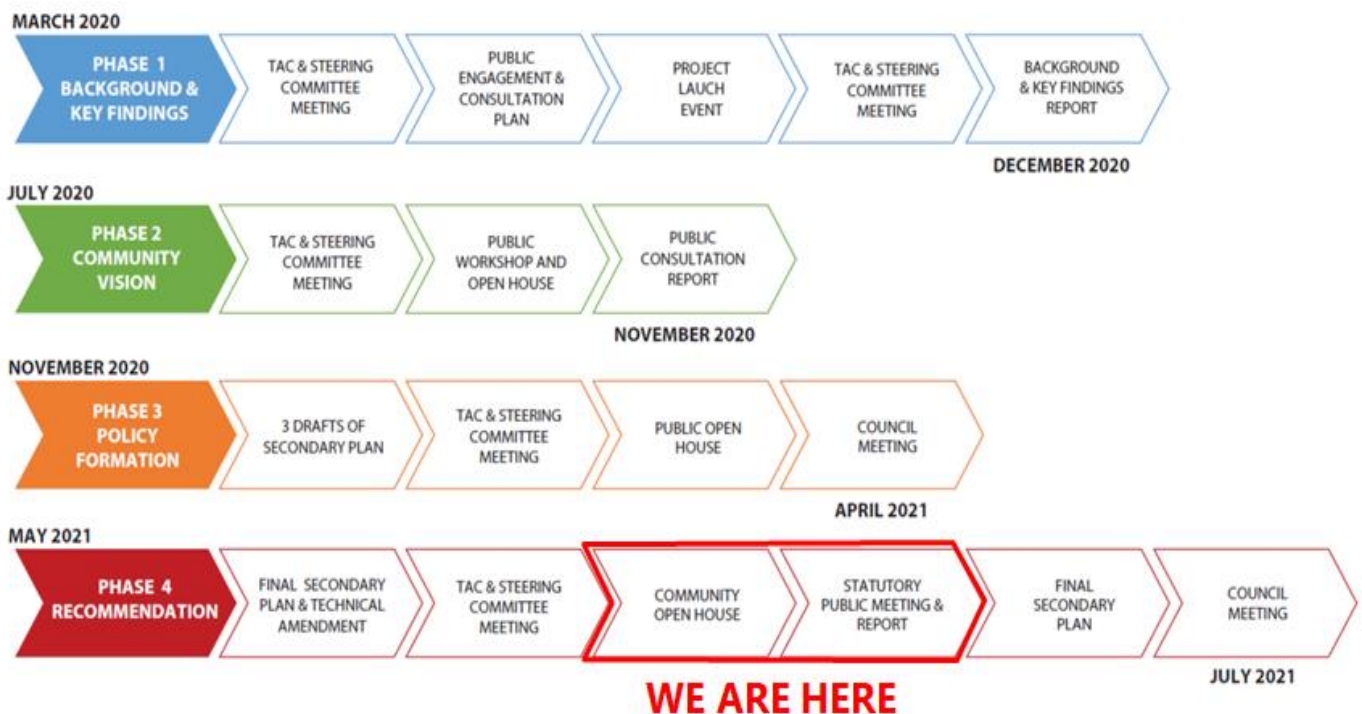 MARCH 2020
PHASE 1
BACKGROUND &
KEY FINDINGS
TAC & STEERING
COMMITTEE
MEETING
PUBLIC
ENGAGEMENT &
CONSULTATION
PLAN
PROJECT
LAUCH
EVENT
TAC & STEERING
COMMITTEE
MEETING
BACKGROUND
& KEY FINDINGS
REPORT
DECEMBER 2020
JULY 2020
PHASE 2
COMMUNITY
VISION
TAC & STEERING
COMMITTEE
MEETING
PUBLIC
WORKSHOP AND
OPEN HOUSE
PUBLIC
CONSULTATION
REPORT
NOVEMBER 2020
NOVEMBER 2020
PHASE 3
POLICY
FORMATION
3 DRAFTS OF
SECONDARY PLAN
TAC & STEERING
COMMITTEE
MEETING
PUBLIC OPEN
HOUSE
COUNCIL
MEETING
APRIL 2021
MAY 2021
PHASE 4
RECOMMENDATION
FINAL SECONDARY
PLAN & TECHNICAL
AMENDMENT
TAC & STEERING
COMMITTEE
MEETING
COMMUNITY
OPEN HOUSE
STATUTORY
PUBLIC MEETING &
REPORT
FINAL
SECONDARY
PLAN
COUNCIL
MEETING
JULY 2021
WE ARE HERE